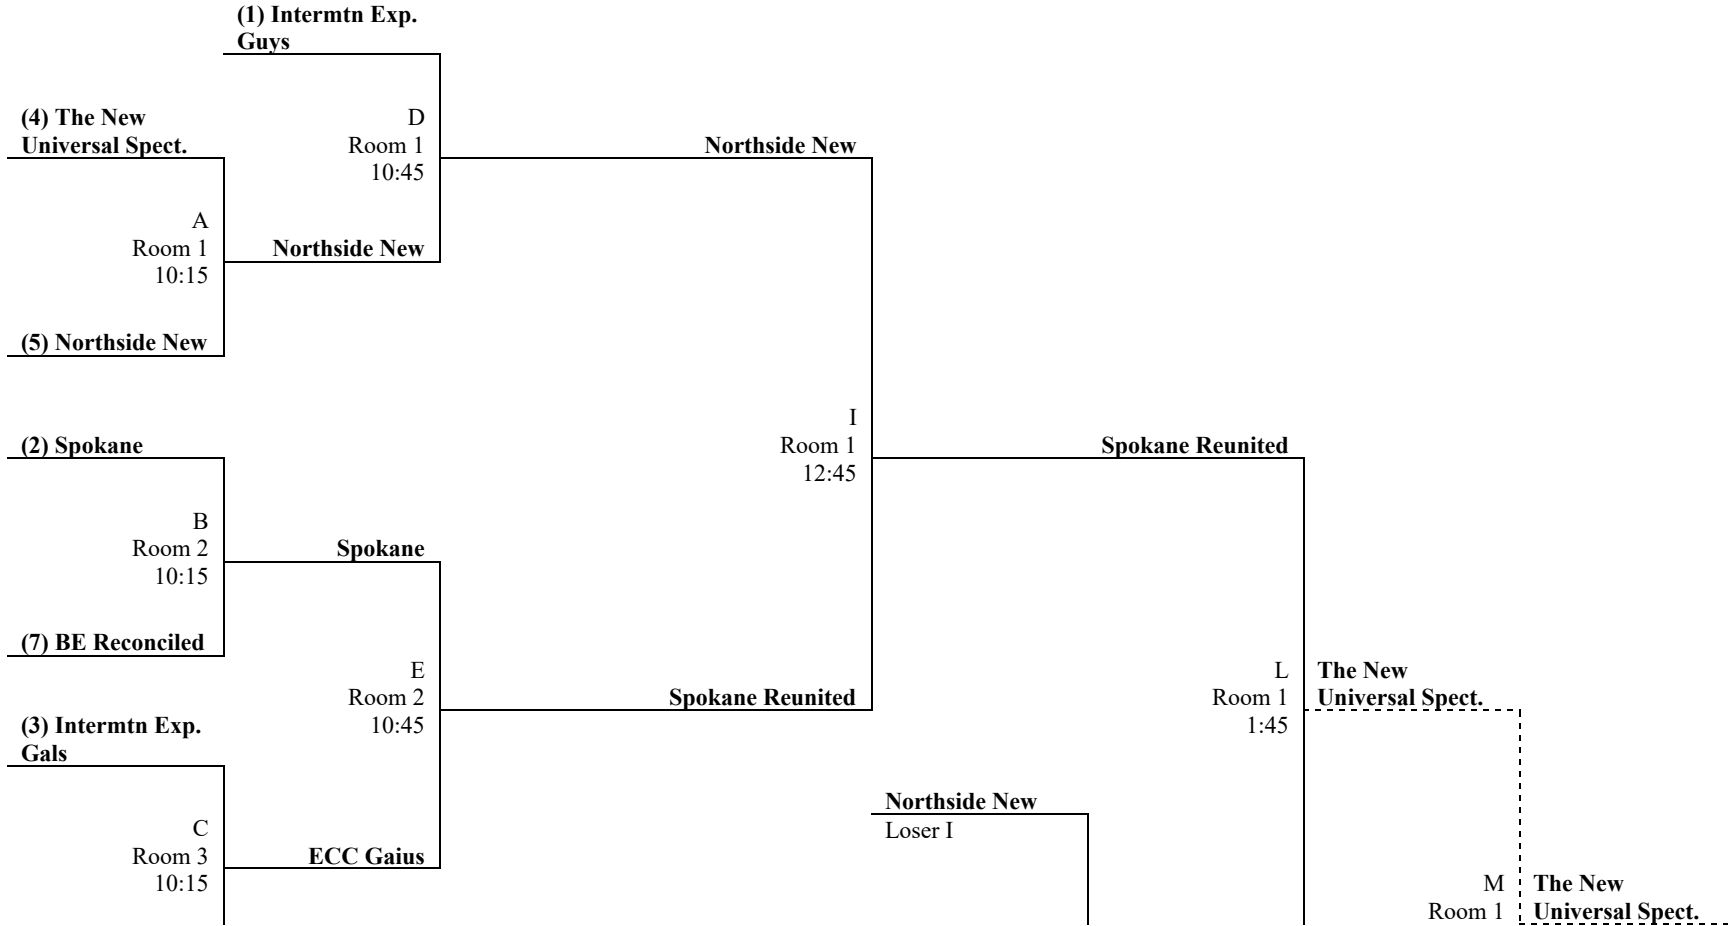 (1) Intermtn Exp.
Guys
(4) The New
Universal Spect.
D
Room 1
10:45
Northside New
A
Room 1
10:15
Northside New
(5) Northside New
(2) Spokane
I
Room 1
12:45
Spokane Reunited
B
Room 2
10:15
Spokane
(7) BE Reconciled
E
Room 2
10:45
Spokane Reunited
L
Room 1
1:45
The New
Universal Spect.
(3) Intermtn Exp.
Gals
Northside New
Loser I
C
Room 3
10:15
ECC Gaius
M
Room 1
The New
Universal Spect.